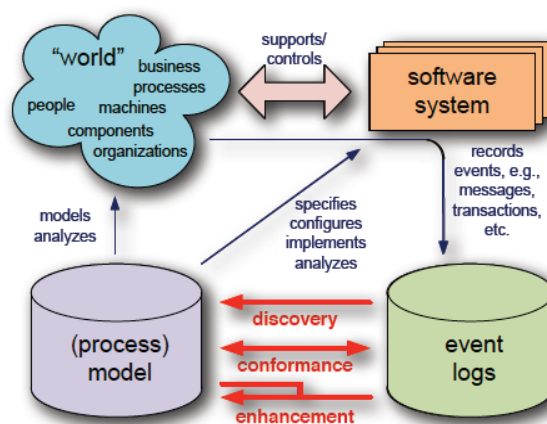 “world”
business
processes
people
machines
components
organizations
supports/
controls
software
system
records
events, e.g.,
messages,
transactions,
etc.
models
analyzes
specifies
configures
implements
analyzes
(process)
model
discovery
conformance
enhancement
event
logs